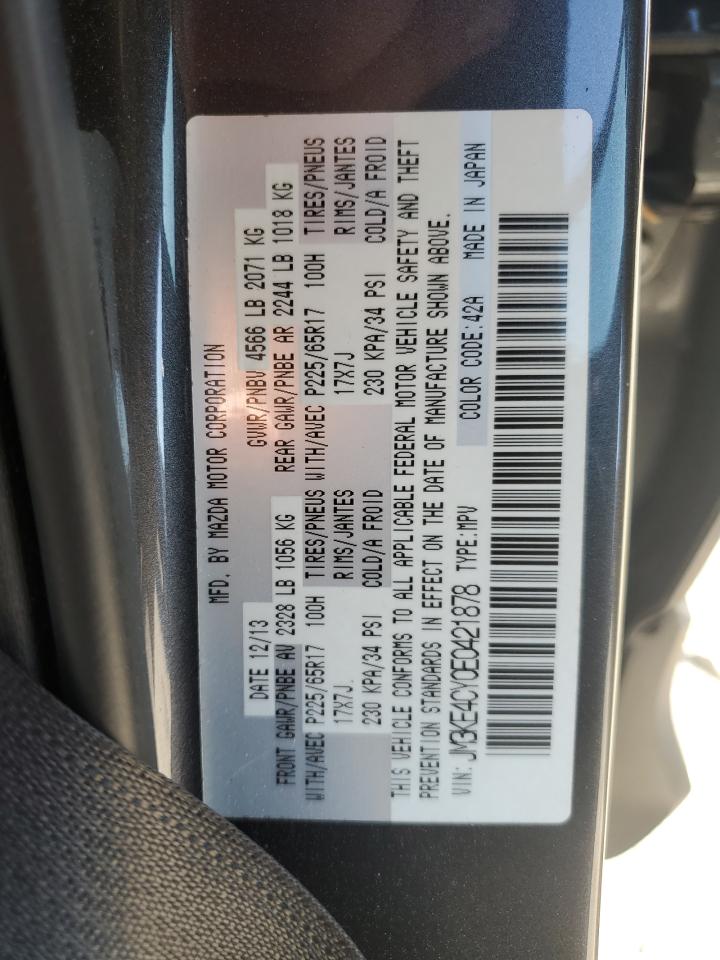 MFD. BY MAZDA MOTOR CORPORATION
DATE 12/13 GVWR/PNBV 4566 LB 2071 KG
FRONT GAWR/PNBE AV 2328 LB 1056 KG REAR GAWR/PNBE AR 2244 LB 1018 KG
WITH/AVEC P225/65R17 100H TIRES/PNEUS WITH/AVEC P225/65R17 100H TIRES/PNEUS
17X7J. RIMS/JANTES 17X7J RIMS/JANTES
230 KPA/34 PSI COLD/A FROID 230 KPA/34 PSI COLD/A FROID
THIS VEHICLE CONFORMS TO ALL APPLICABLE FEDERAL MOTOR VEHICLE SAFETY AND THEFT
PREVENTION STANDARDS IN EFFECT ON THE DATE OF MANUFACTURE SHOWN ABOVE.
VIN: JM3KE4CY0E0421878 TYPE:MPV COLOR CODE:42A MADE IN JAPAN